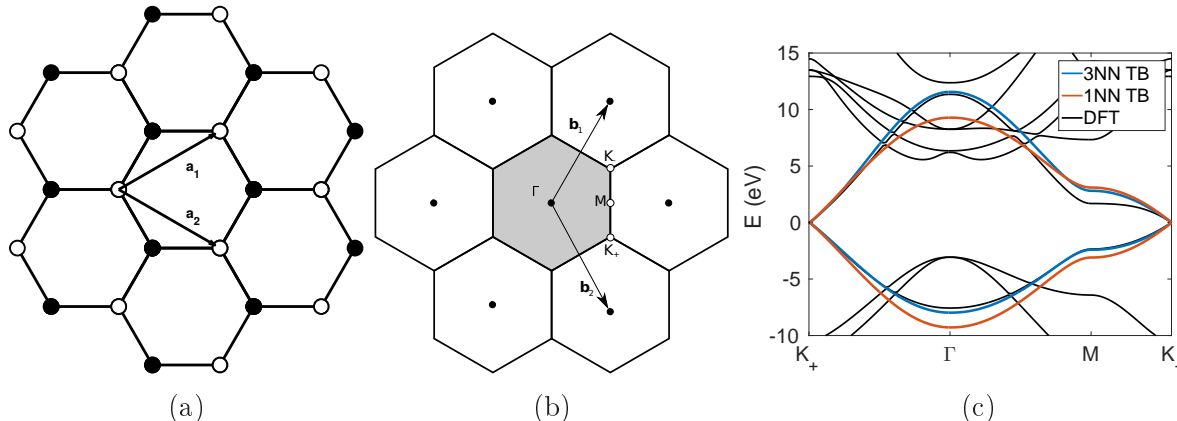 a₁
a₂
(a)
b₁
K₋
Γ
M
K₊
b₂
(b)
15
10
5
0
-5
-10
E (eV)
3NN TB
1NN TB
DFT
K₊
Γ
M
K₋
(c)